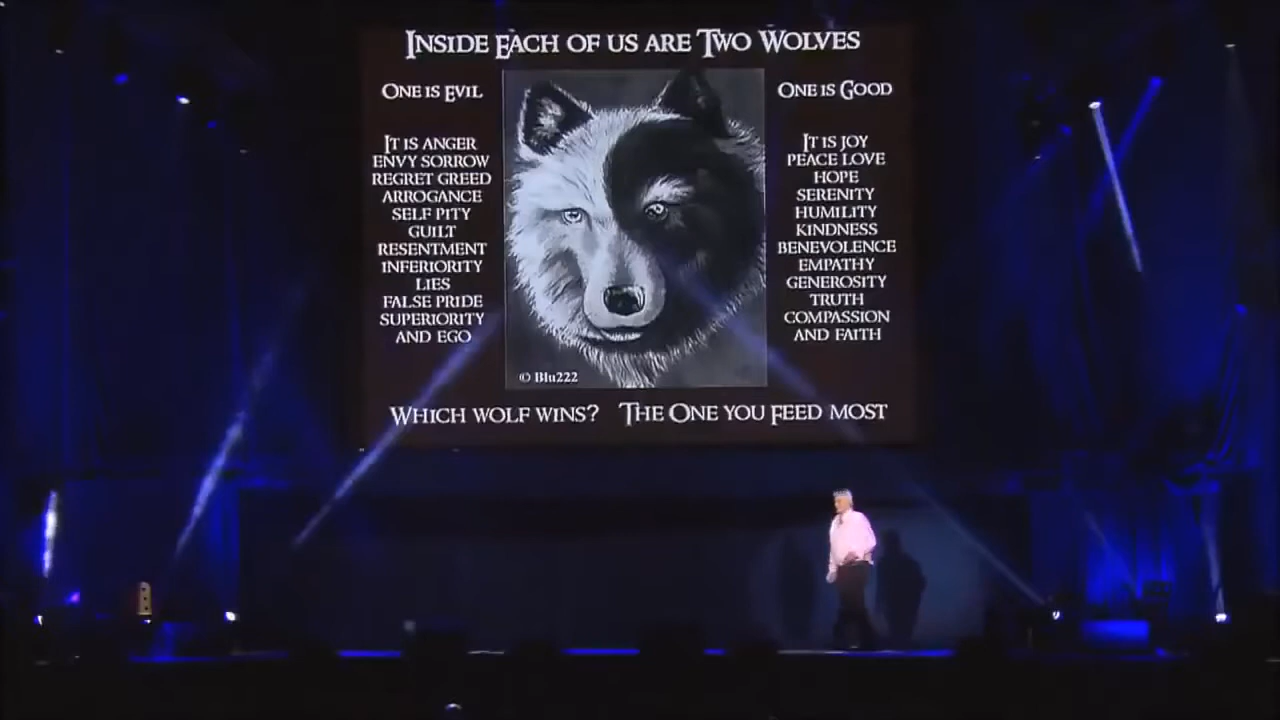 INSIDE EACH OF US ARE TWO WOLVES
ONE IS EVIL
IT IS ANGER
ENVY SORROW
REGRET GREED
ARROGANCE
SELF PITY
GUILT
RESENTMENT
INFERIORITY
LIES
FALSE PRIDE
SUPERIORITY
AND EGO
ONE IS GOOD
IT IS JOY
PEACE LOVE
HOPE
SERENITY
HUMILITY
KINDNESS
BENEVOLENCE
EMPATHY
GENEROSITY
TRUTH
COMPASSION
AND FAITH
© Blu222
WHICH WOLF WINS? THE ONE YOU FEED MOST